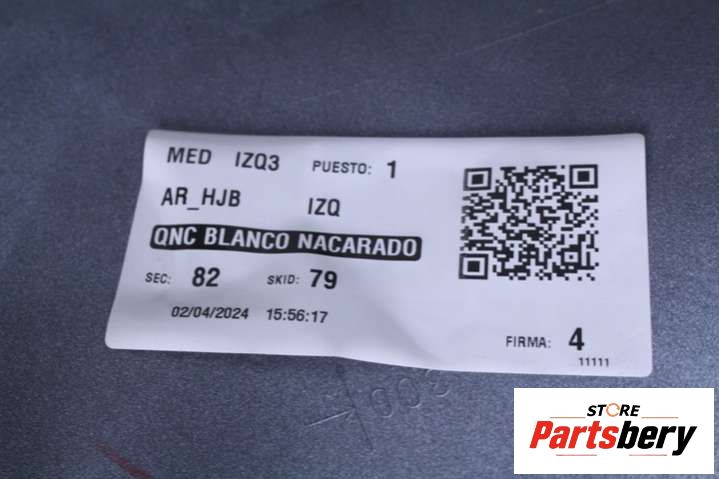 MED IZQ3 PUESTO: 1
AR_HJB IZQ
QNC BLANCO NACARADO
SEC: 82 SKID: 79
02/04/2024 15:56:17
FIRMA: 4
11111
STORE
Partsbery